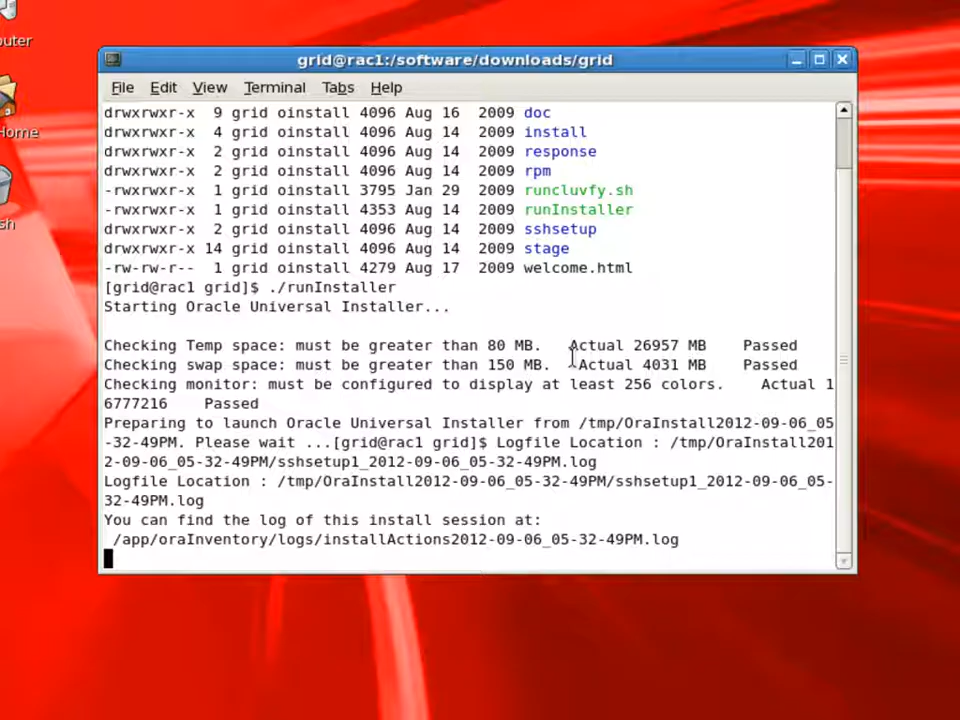 puter
Home
sh
grid@rac1:/software/downloads/grid
File Edit View Terminal Tabs Help
drwxrwxr-x  9 grid oinstall 4096 Aug 16  2009 doc
drwxrwxr-x  4 grid oinstall 4096 Aug 14  2009 install
drwxrwxr-x  2 grid oinstall 4096 Aug 14  2009 response
drwxrwxr-x  2 grid oinstall 4096 Aug 14  2009 rpm
-rwxrwxr-x  1 grid oinstall 3795 Jan 29  2009 runcluvfy.sh
-rwxrwxr-x  1 grid oinstall 4353 Aug 14  2009 runInstaller
drwxrwxr-x  2 grid oinstall 4096 Aug 14  2009 sshsetup
drwxrwxr-x 14 grid oinstall 4096 Aug 14  2009 stage
-rw-rw-r--  1 grid oinstall 4279 Aug 17  2009 welcome.html
[grid@rac1 grid]$ ./runInstaller
Starting Oracle Universal Installer...
Checking Temp space: must be greater than 80 MB.   Actual 26957 MB    Passed
Checking swap space: must be greater than 150 MB.   Actual 4031 MB    Passed
Checking monitor: must be configured to display at least 256 colors.    Actual 1
6777216    Passed
Preparing to launch Oracle Universal Installer from /tmp/OraInstall2012-09-06_05
-32-49PM. Please wait ...[grid@rac1 grid]$ Logfile Location : /tmp/OraInstall201
2-09-06_05-32-49PM/sshsetup1_2012-09-06_05-32-49PM.log
Logfile Location : /tmp/OraInstall2012-09-06_05-32-49PM/sshsetup1_2012-09-06_05-
32-49PM.log
You can find the log of this install session at:
 /app/oraInventory/logs/installActions2012-09-06_05-32-49PM.log